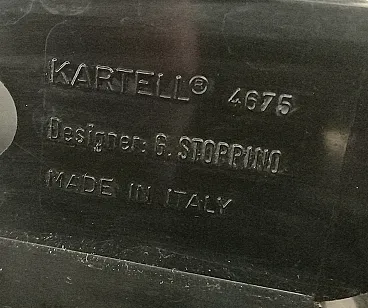 KARTELL® 4675
Designer: G. STOPPINO
MADE IN ITALY